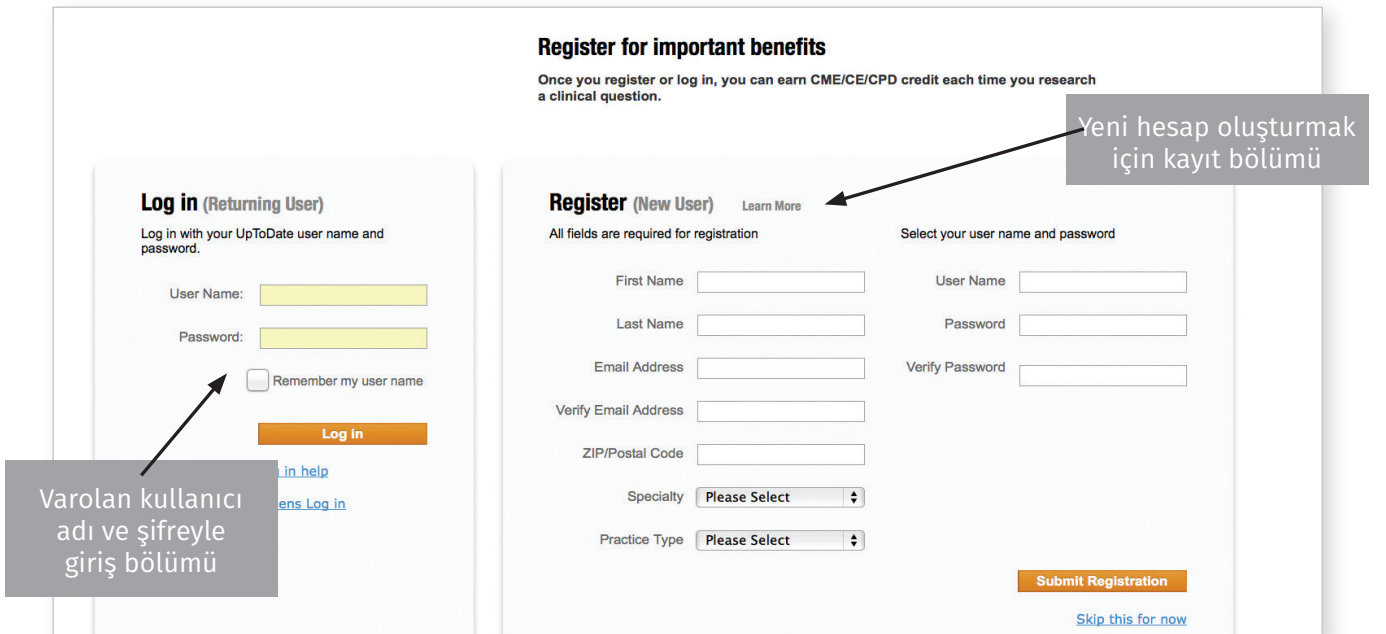 Register for important benefits
Once you register or log in, you can earn CME/CE/CPD credit each time you research
a clinical question.
Yeni hesap oluşturmak
için kayıt bölümü
Log in (Returning User)
Log in with your UpToDate user name and
password.
User Name:
Password:
Remember my user name
Log in
in help
ens Log in
Varolan kullanıcı
adı ve şifreyle
giriş bölümü
Register (New User) Learn More
All fields are required for registration
First Name
Last Name
Email Address
Verify Email Address
ZIP/Postal Code
Specialty Please Select
Practice Type Please Select
Select your user name and password
User Name
Password
Verify Password
Submit Registration
Skip this for now